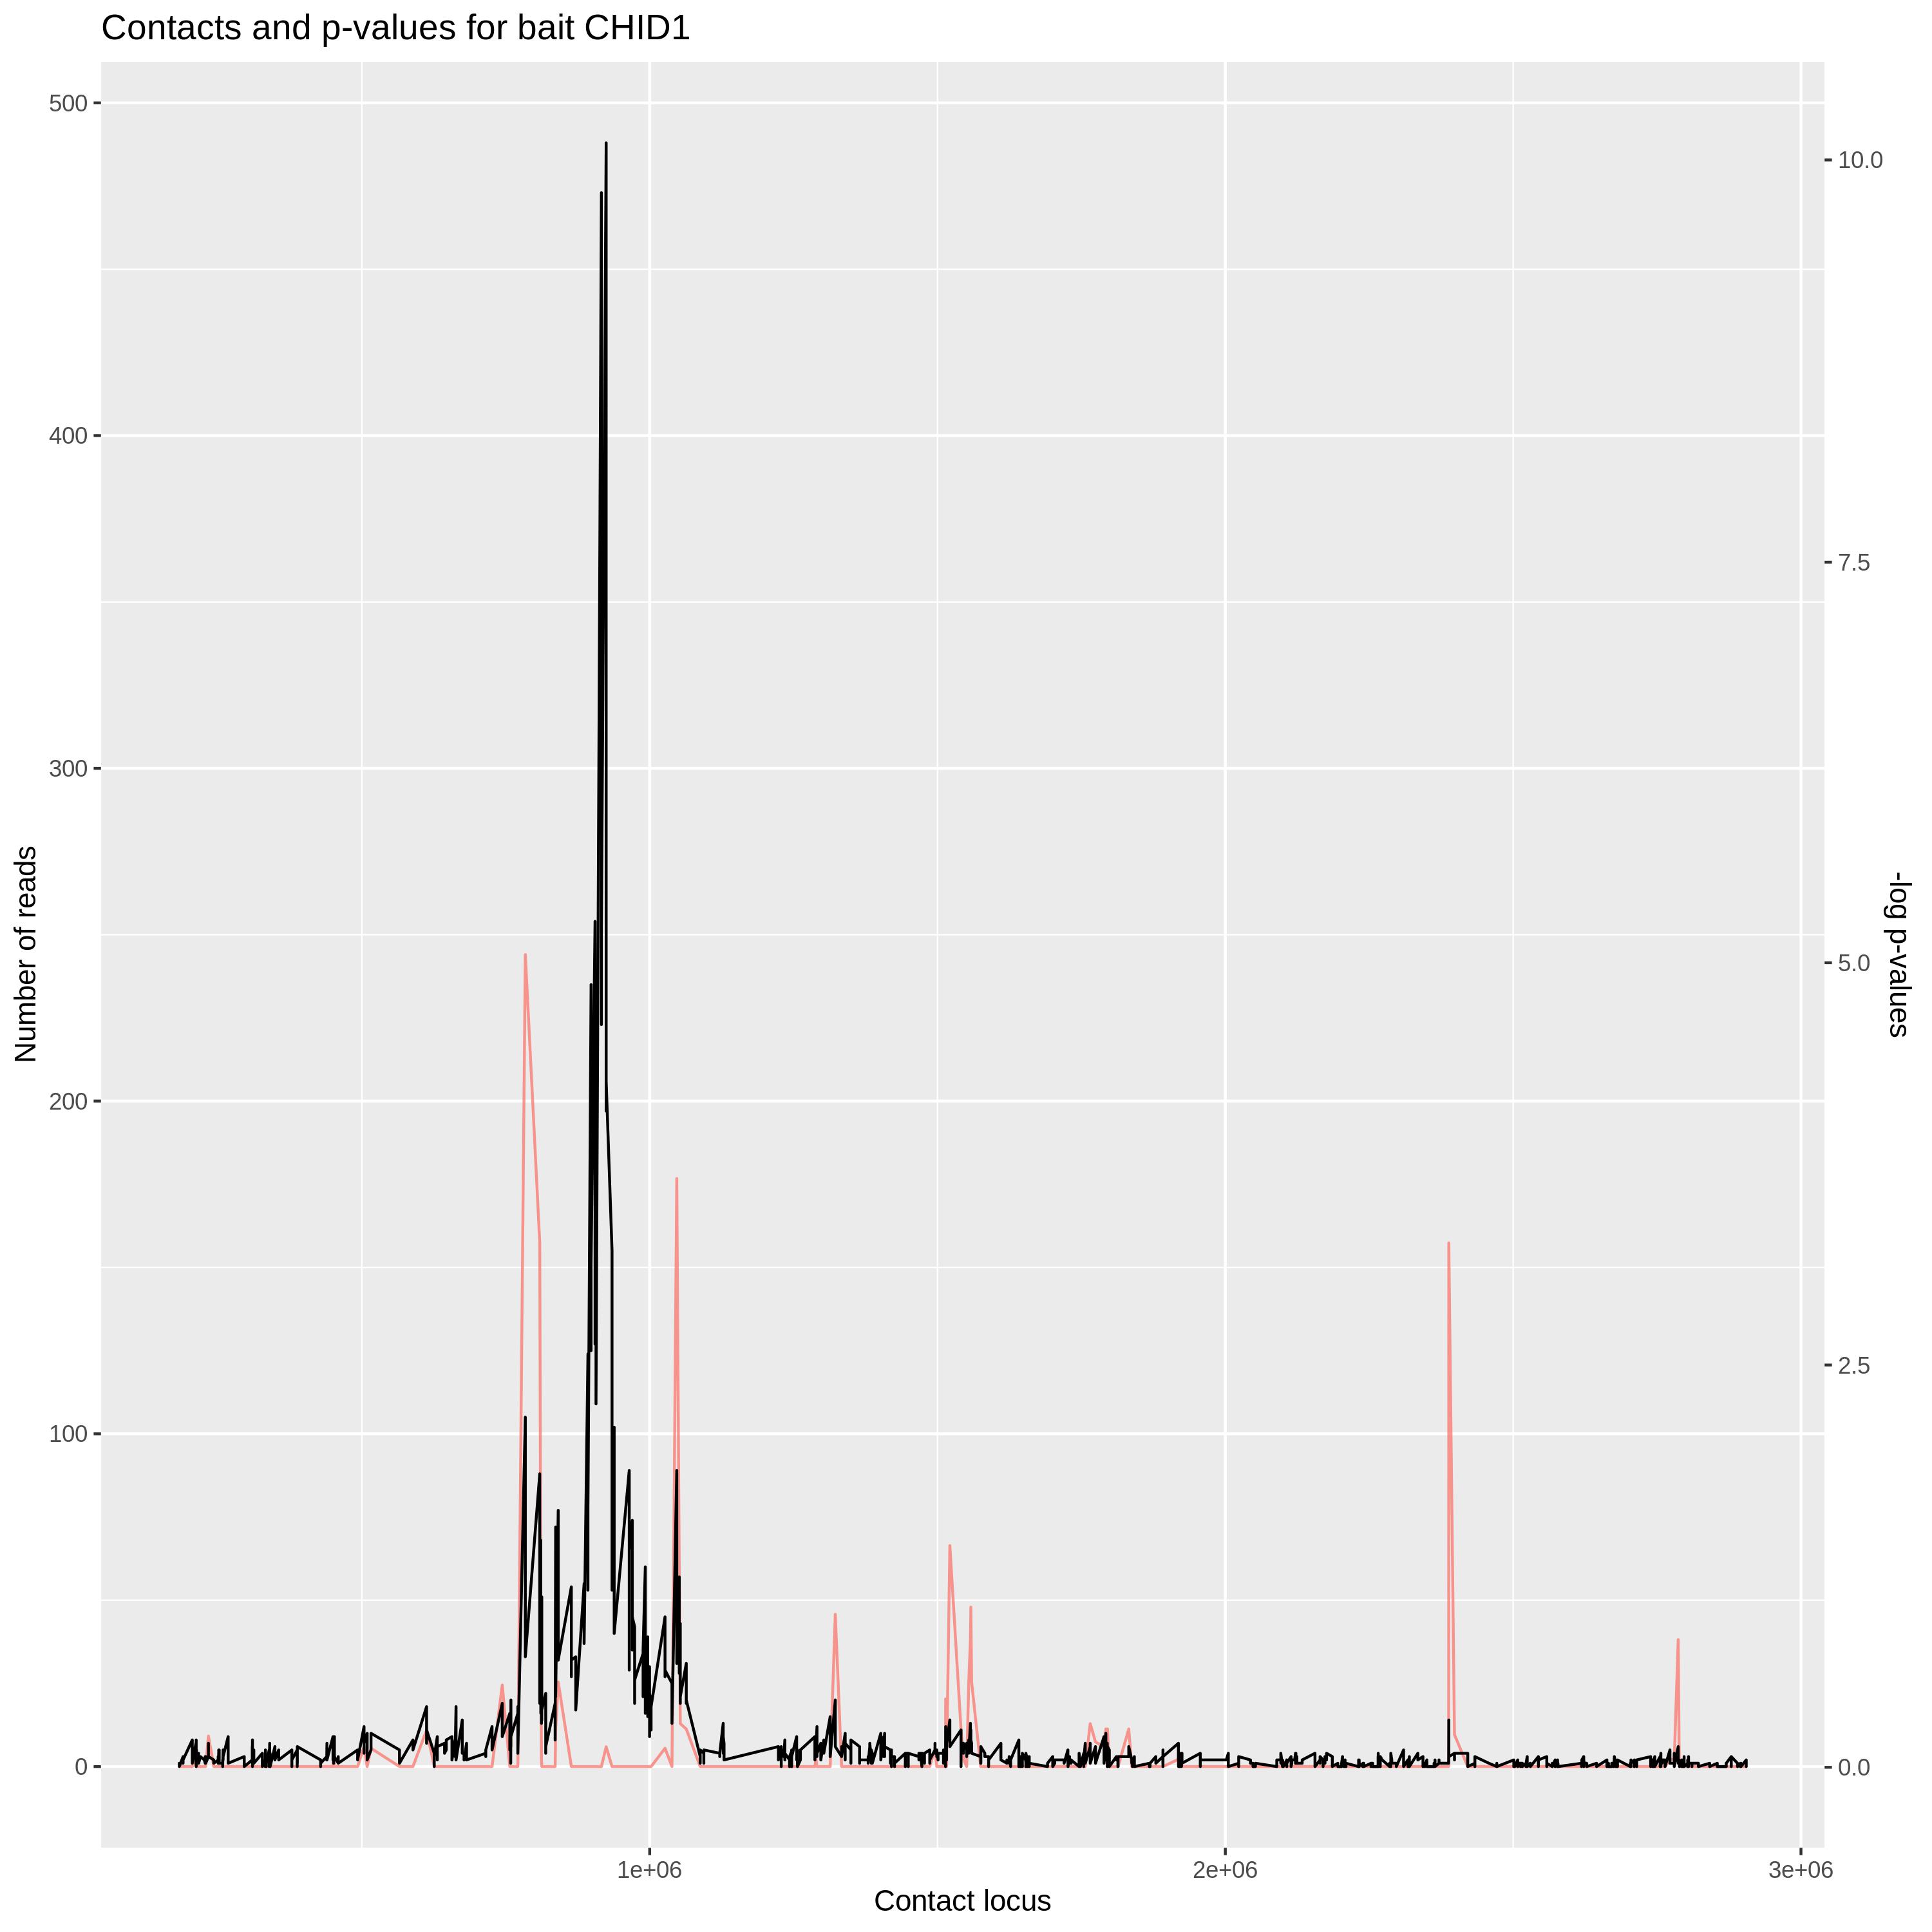 Contacts and p-values for bait CHID1
500
400
300
200
100
0
Number of reads
10.0
7.5
5.0
2.5
0.0
-log p-values
1e+06
2e+06
3e+06
Contact locus